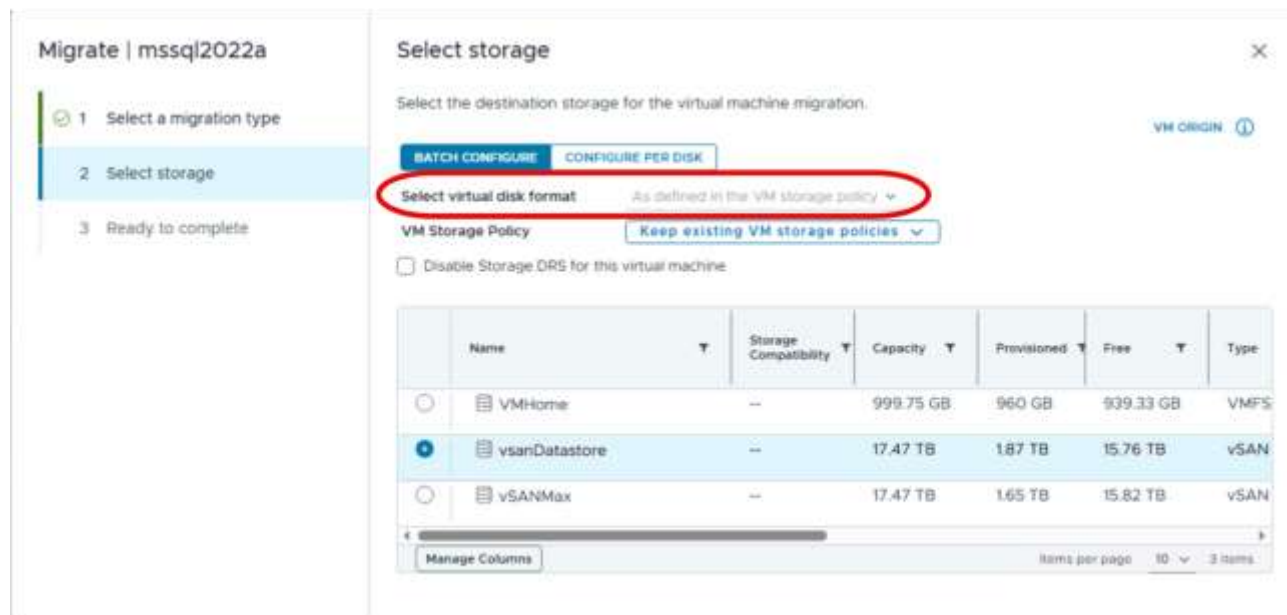 Migrate | mssql2022a
1 Select a migration type
2 Select storage
3 Ready to complete
Select storage
Select the destination storage for the virtual machine migration.
VM ORIGIN
BATCH CONFIGURE CONFIGURE PER DISK
Select virtual disk format As defined in the VM storage policy
VM Storage Policy Keep existing VM storage policies
Disable Storage DRS for this virtual machine
Name Storage Compatibility Capacity Provisioned Free Type
VMHome -- 999.75 GB 960 GB 939.33 GB VMFS
vsanDatastore -- 17.47 TB 1.87 TB 15.76 TB vSAN
vSANMax -- 17.47 TB 1.65 TB 15.82 TB vSAN
Manage Columns Items per page 10 3 items